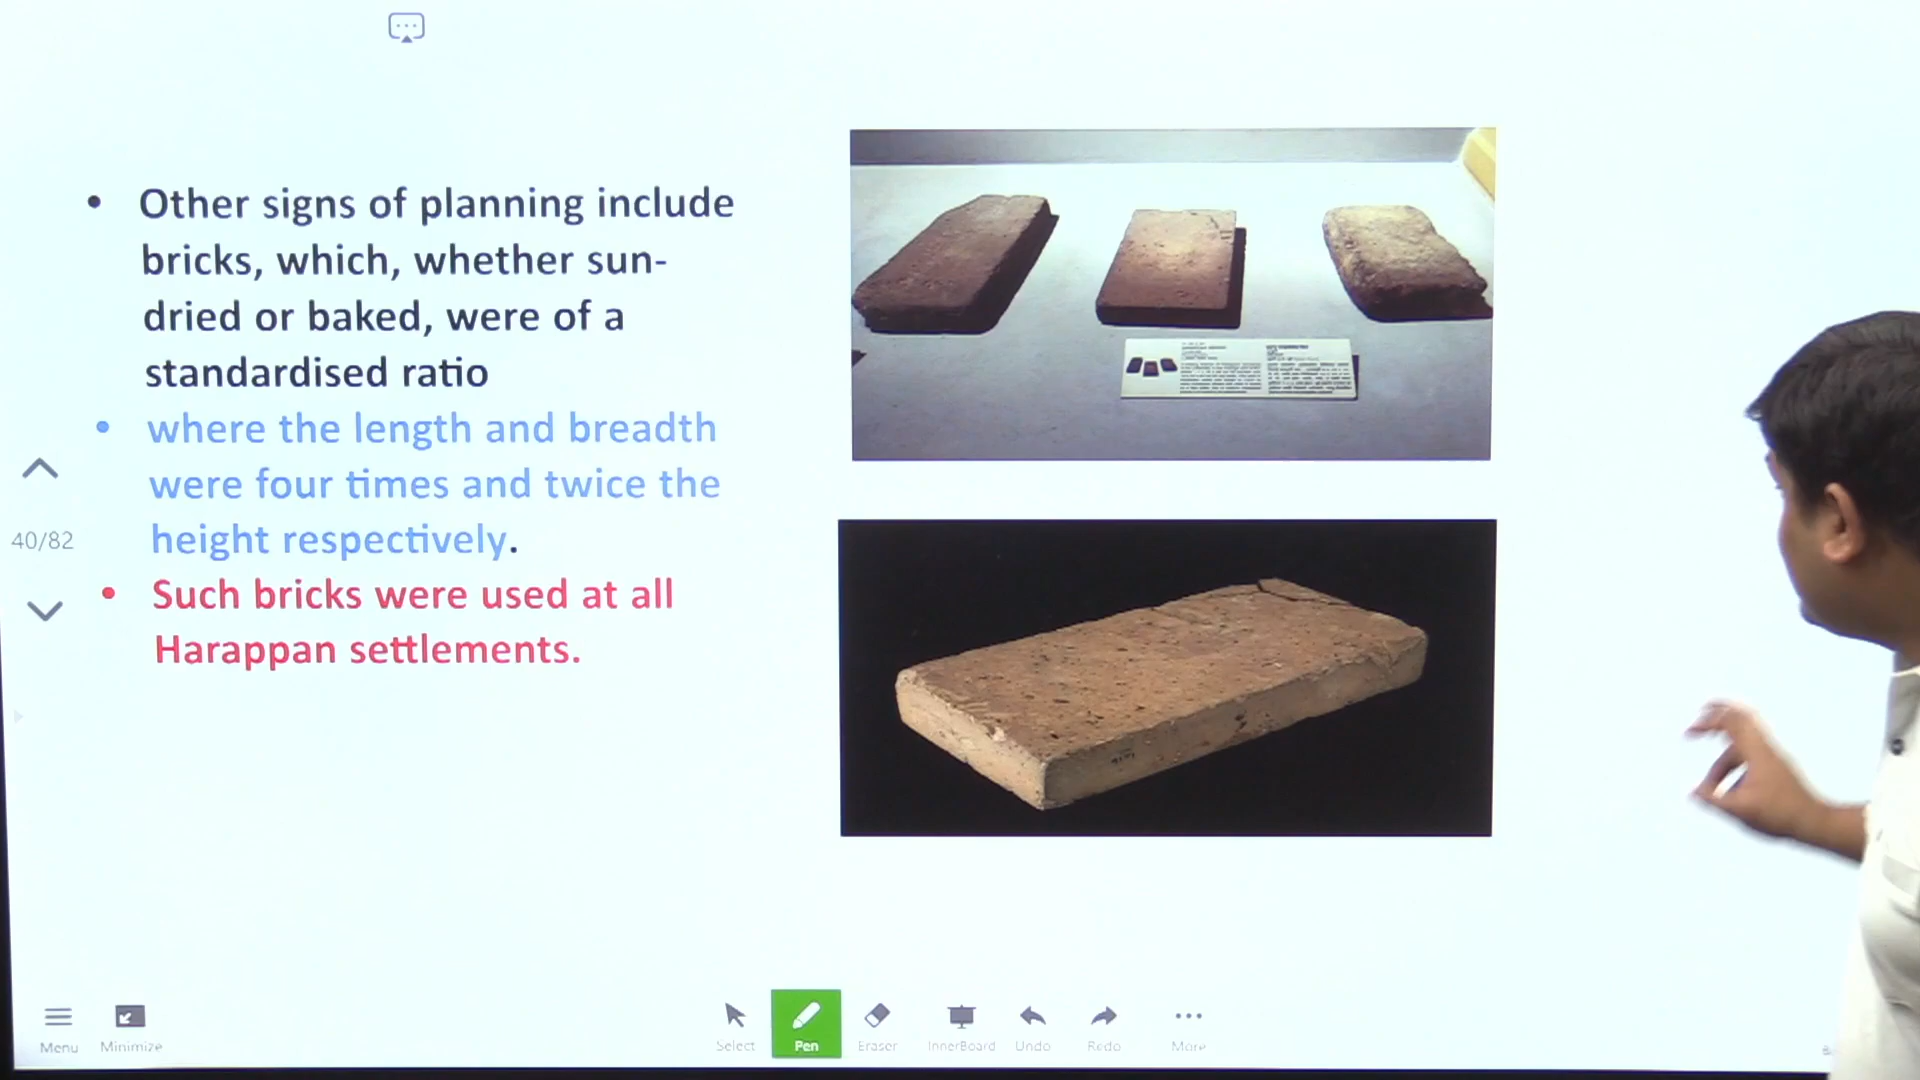 • Other signs of planning include
bricks, which, whether sun-
dried or baked, were of a
standardised ratio
• where the length and breadth
were four times and twice the
height respectively.
• Such bricks were used at all
Harappan settlements.
40/82
Menu
Minimize
Select
Pen
Eraser
InnerBoard
Undo
Redo
More